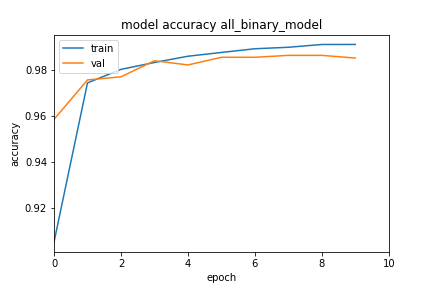 model accuracy all_binary_model
train
val
0.98
0.96
0.94
0.92
accuracy
0 2 4 6 8 10
epoch